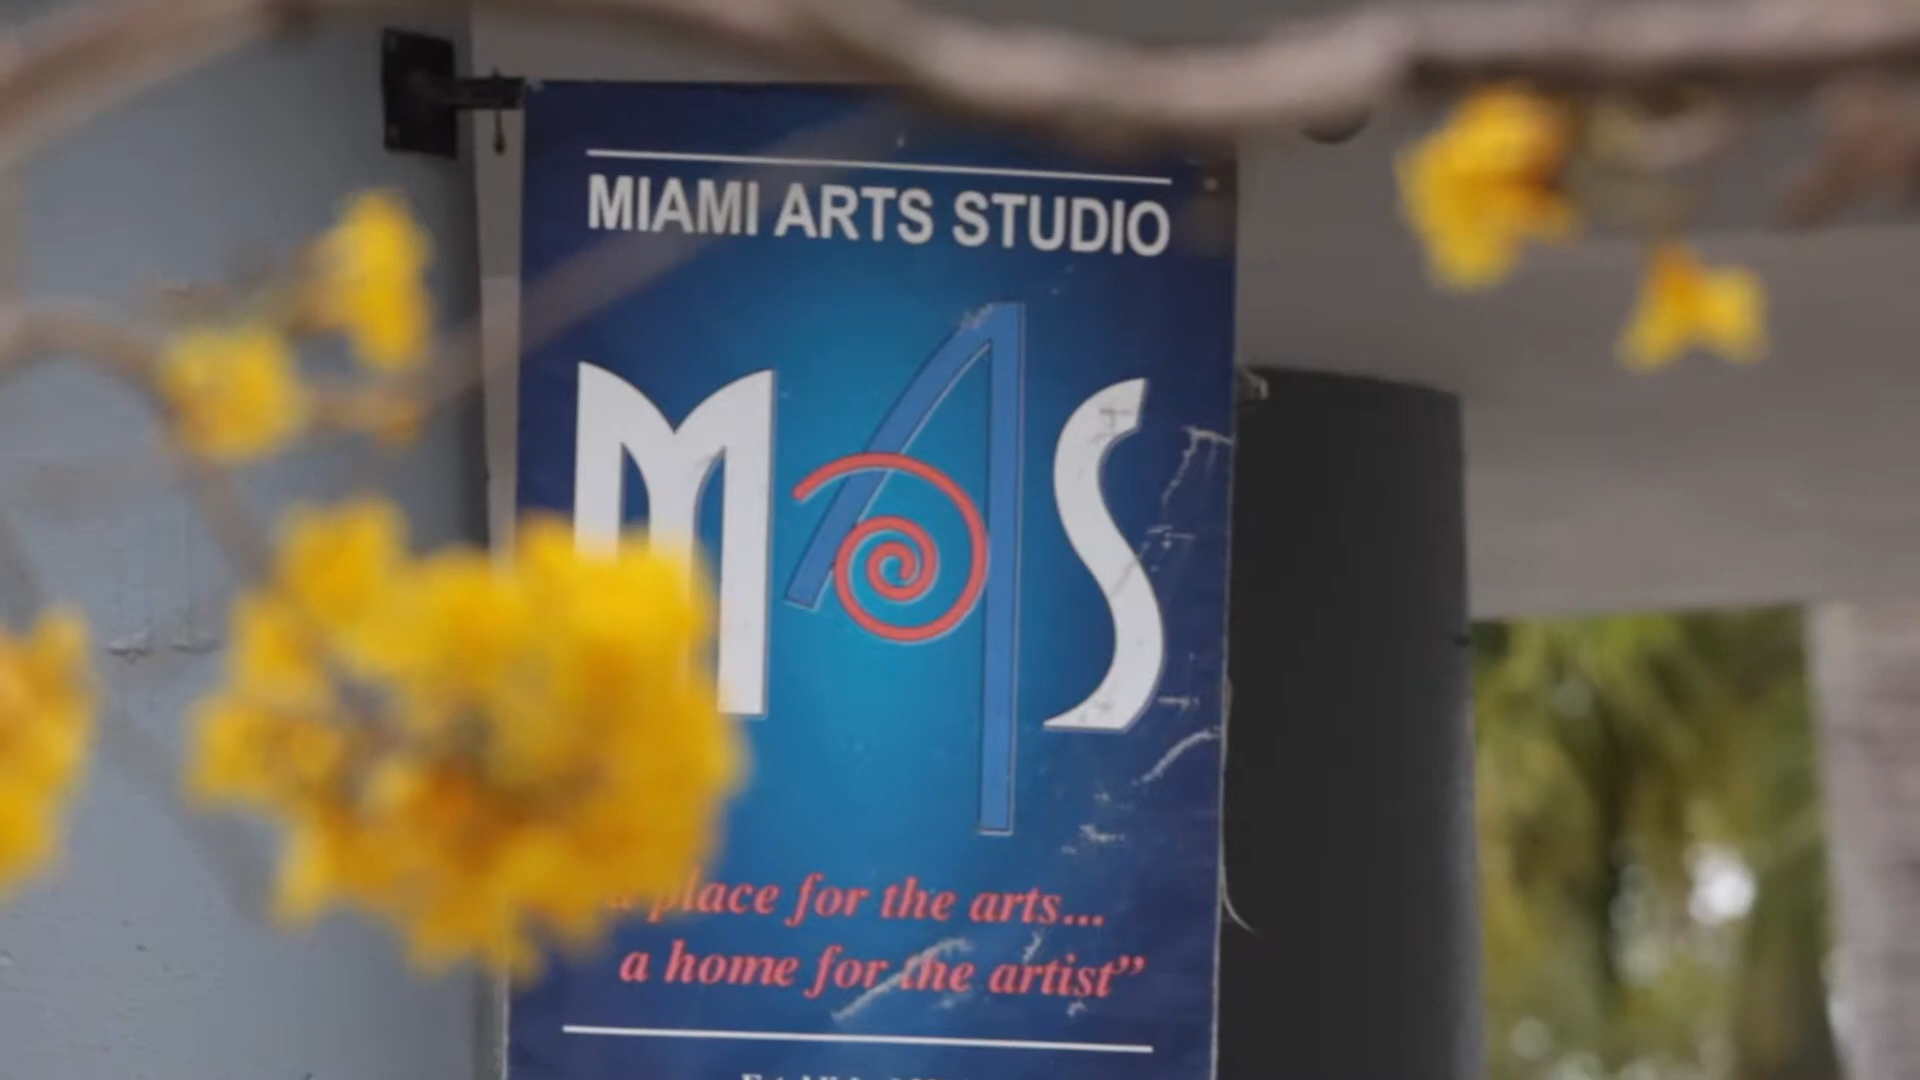 MIAMI ARTS STUDIO
MAS
a place for the arts...
a home for the artist”